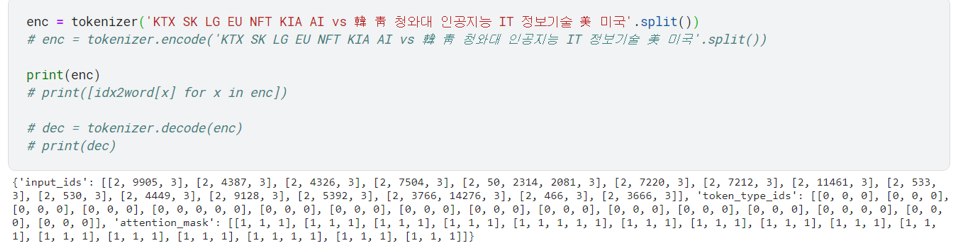 enc = tokenizer('KTX SK LG EU NFT KIA AI vs 韓 靑 청와대 인공지능 IT 정보기술 美 미국'.split())
# enc = tokenizer.encode('KTX SK LG EU NFT KIA AI vs 韓 靑 청와대 인공지능 IT 정보기술 美 미국'.split())
print(enc)
# print([idx2word[x] for x in enc])
# dec = tokenizer.decode(enc)
# print(dec)
{'input_ids': [[2, 9905, 3], [2, 4387, 3], [2, 4326, 3], [2, 7504, 3], [2, 50, 2314, 2081, 3], [2, 7220, 3], [2, 7212, 3], [2, 11461, 3], [2, 533,
3], [2, 530, 3], [2, 4449, 3], [2, 9128, 3], [2, 5392, 3], [2, 3766, 14276, 3], [2, 466, 3], [2, 3666, 3]], 'token_type_ids': [[0, 0, 0], [0, 0, 0],
[0, 0, 0], [0, 0, 0], [0, 0, 0, 0, 0], [0, 0, 0], [0, 0, 0], [0, 0, 0], [0, 0, 0], [0, 0, 0], [0, 0, 0], [0, 0, 0], [0, 0, 0], [0, 0, 0, 0], [0, 0,
0], [0, 0, 0]], 'attention_mask': [[1, 1, 1], [1, 1, 1], [1, 1, 1], [1, 1, 1], [1, 1, 1, 1, 1], [1, 1, 1], [1, 1, 1], [1, 1, 1], [1, 1, 1], [1, 1,
1], [1, 1, 1], [1, 1, 1], [1, 1, 1], [1, 1, 1, 1], [1, 1, 1], [1, 1, 1]]}